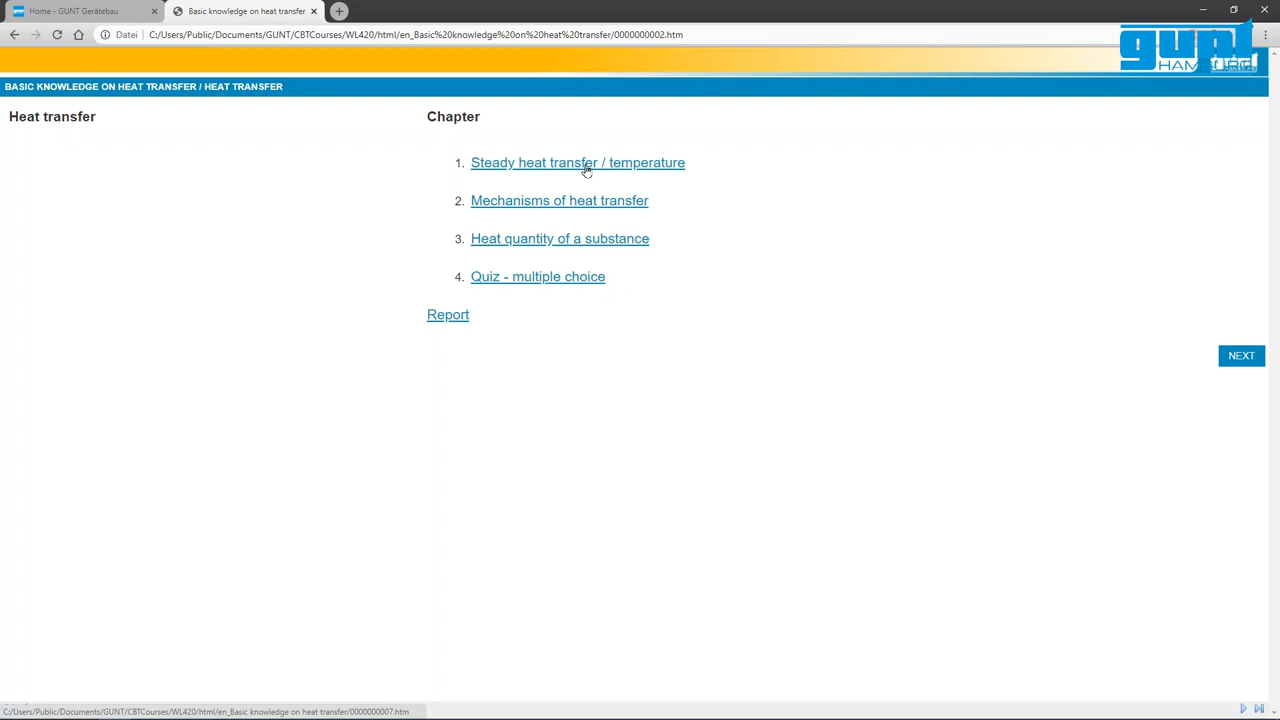 Home - GUNT Gerätebau
Basic knowledge on heat transfer
Datei
C:/Users/Public/Documents/GUNT/CBTCourses/WL420/html/en_Basic%20knowledge%20on%20heat%20transfer/0000000002.htm
gunt
HAMBURG
BASIC KNOWLEDGE ON HEAT TRANSFER / HEAT TRANSFER
Heat transfer
Chapter
1. Steady heat transfer / temperature
2. Mechanisms of heat transfer
3. Heat quantity of a substance
4. Quiz - multiple choice
Report
NEXT
C:/Users/Public/Documents/GUNT/CBTCourses/WL420/html/en_Basic knowledge on heat transfer/0000000007.htm